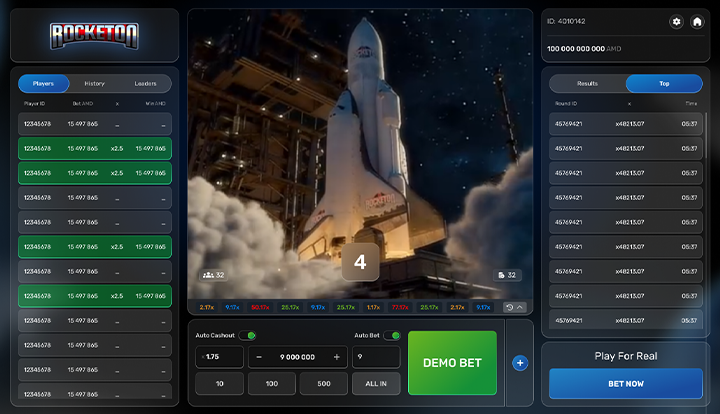 ROCKETON
Players History Leaders
Player ID Bet AMD x Win AMD
12345678 15 497 865 _ _
12345678 15 497 865 x2.5 15 497 865
12345678 15 497 865 x2.5 15 497 865
12345678 15 497 865 _ _
12345678 15 497 865 _ _
12345678 15 497 865 x2.5 15 497 865
12345678 15 497 865 _ _
12345678 15 497 865 x2.5 15 497 865
12345678 15 497 865 _ _
12345678 15 497 865 _ _
12345678 15 497 865 _ _
12345678 15 497 865 _ _
4
32
32
2.17x 9.17x 25.17x 9.17x 25.17x 1.17x 77.17x 25.17x 2.17x 9.17x
Auto Cashout
Auto Bet
1.75
− 9 000 000 +
9
10 100 500 ALL IN
DEMO BET
+
ID: 4010142
100 000 000 000 AMD
Results Top
Round ID x Time
45769421 x48213.07 05:37
45769421 x48213.07 05:37
45769421 x48213.07 05:37
45769421 x48213.07 05:37
45769421 x48213.07 05:37
45769421 x48213.07 05:37
45769421 x48213.07 05:37
45769421 x48213.07 05:37
45769421 x48213.07 05:37
Play For Real
BET NOW